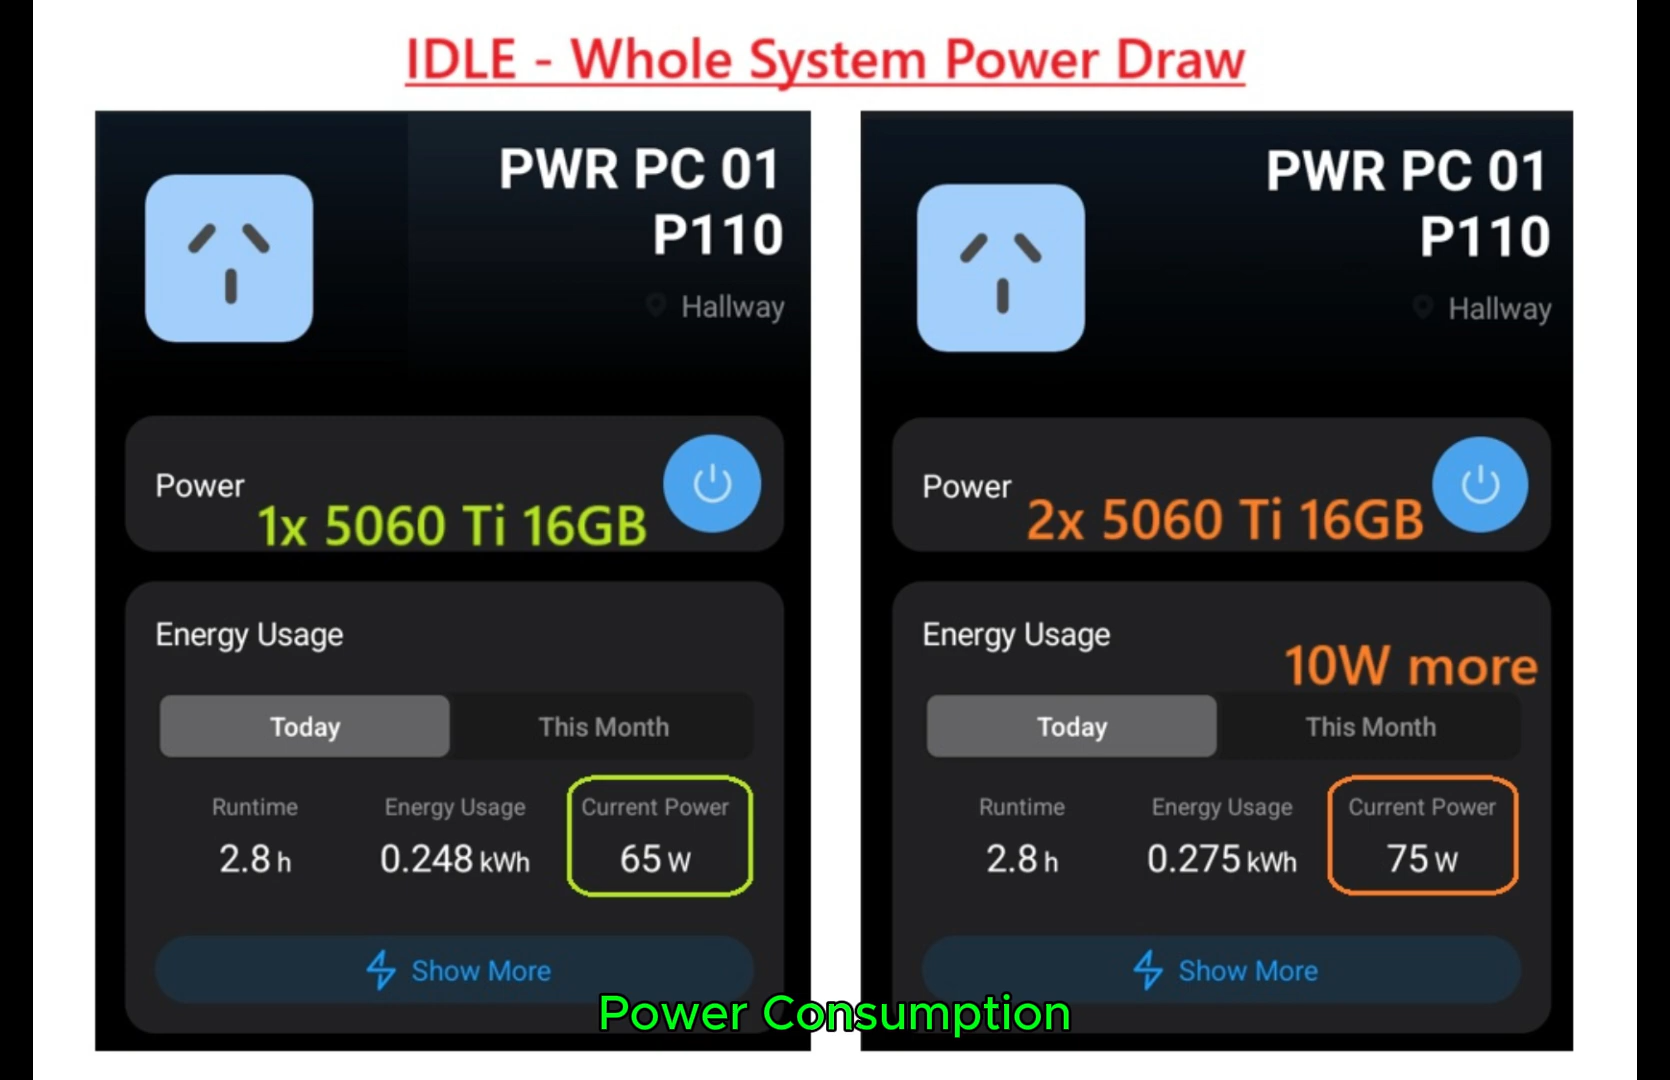 IDLE - Whole System Power Draw
PWR PC 01
P110
Hallway
Power
1x 5060 Ti 16GB
Energy Usage
Today This Month
Runtime Energy Usage Current Power
2.8 h 0.248 kWh 65 W
Show More
PWR PC 01
P110
Hallway
Power
2x 5060 Ti 16GB
Energy Usage
10W more
Today This Month
Runtime Energy Usage Current Power
2.8 h 0.275 kWh 75 W
Show More
Power Consumption